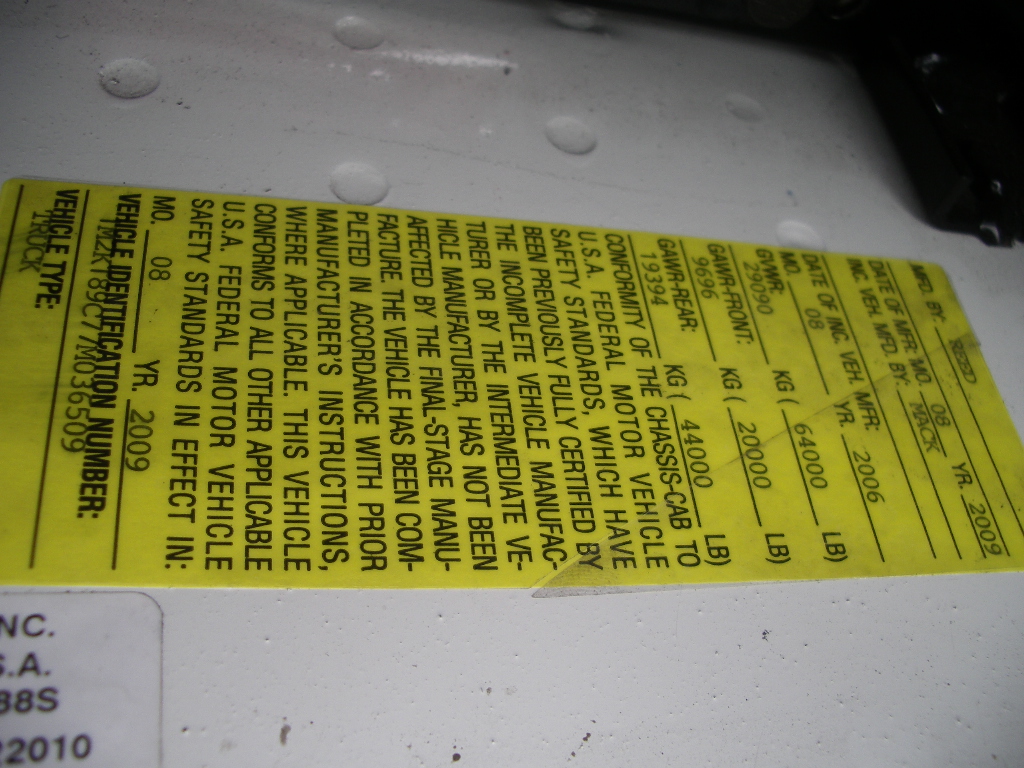 MFD. BY:
DATE OF MFR. MO. 08 YR. 2009
INC. VEH. MFD. BY: MACK
DATE OF INC. VEH. MFR:
MO. 08 YR. 2006
GVWR:
29090 KG ( 64000 LB)
GAWR-FRONT:
9696 KG ( 20000 LB)
GAWR-REAR:
19394 KG ( 44000 LB)
CONFORMITY OF THE CHASSIS-CAB TO
U.S.A. FEDERAL MOTOR VEHICLE
SAFETY STANDARDS, WHICH HAVE
BEEN PREVIOUSLY FULLY CERTIFIED BY
THE INCOMPLETE VEHICLE MANUFAC-
TURER OR BY THE INTERMEDIATE VE-
HICLE MANUFACTURER, HAS NOT BEEN
AFFECTED BY THE FINAL-STAGE MANU-
FACTURE. THE VEHICLE HAS BEEN COM-
PLETED IN ACCORDANCE WITH PRIOR
MANUFACTURER'S INSTRUCTIONS,
WHERE APPLICABLE. THIS VEHICLE
CONFORMS TO ALL OTHER APPLICABLE
U.S.A. FEDERAL MOTOR VEHICLE
SAFETY STANDARDS IN EFFECT IN:
MO. 08 YR. 2009
VEHICLE IDENTIFICATION NUMBER:
1M2K189C77M036509
VEHICLE TYPE:
TRUCK
NC.
S.A.
88S
22010